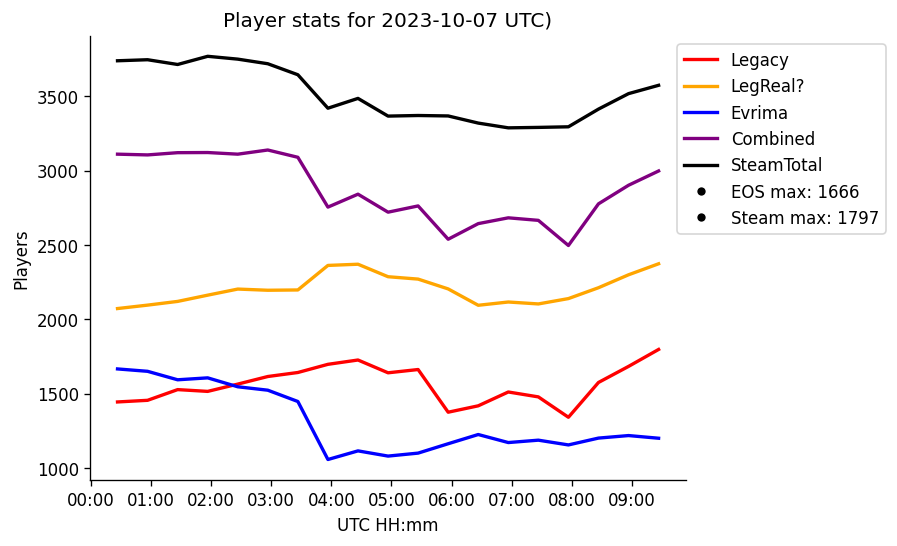 Player stats for 2023-10-07 UTC)
Legacy
LegReal?
Evrima
Combined
SteamTotal
EOS max: 1666
Steam max: 1797
Players
3500
3000
2500
2000
1500
1000
00:00 01:00 02:00 03:00 04:00 05:00 06:00 07:00 08:00 09:00
UTC HH:mm